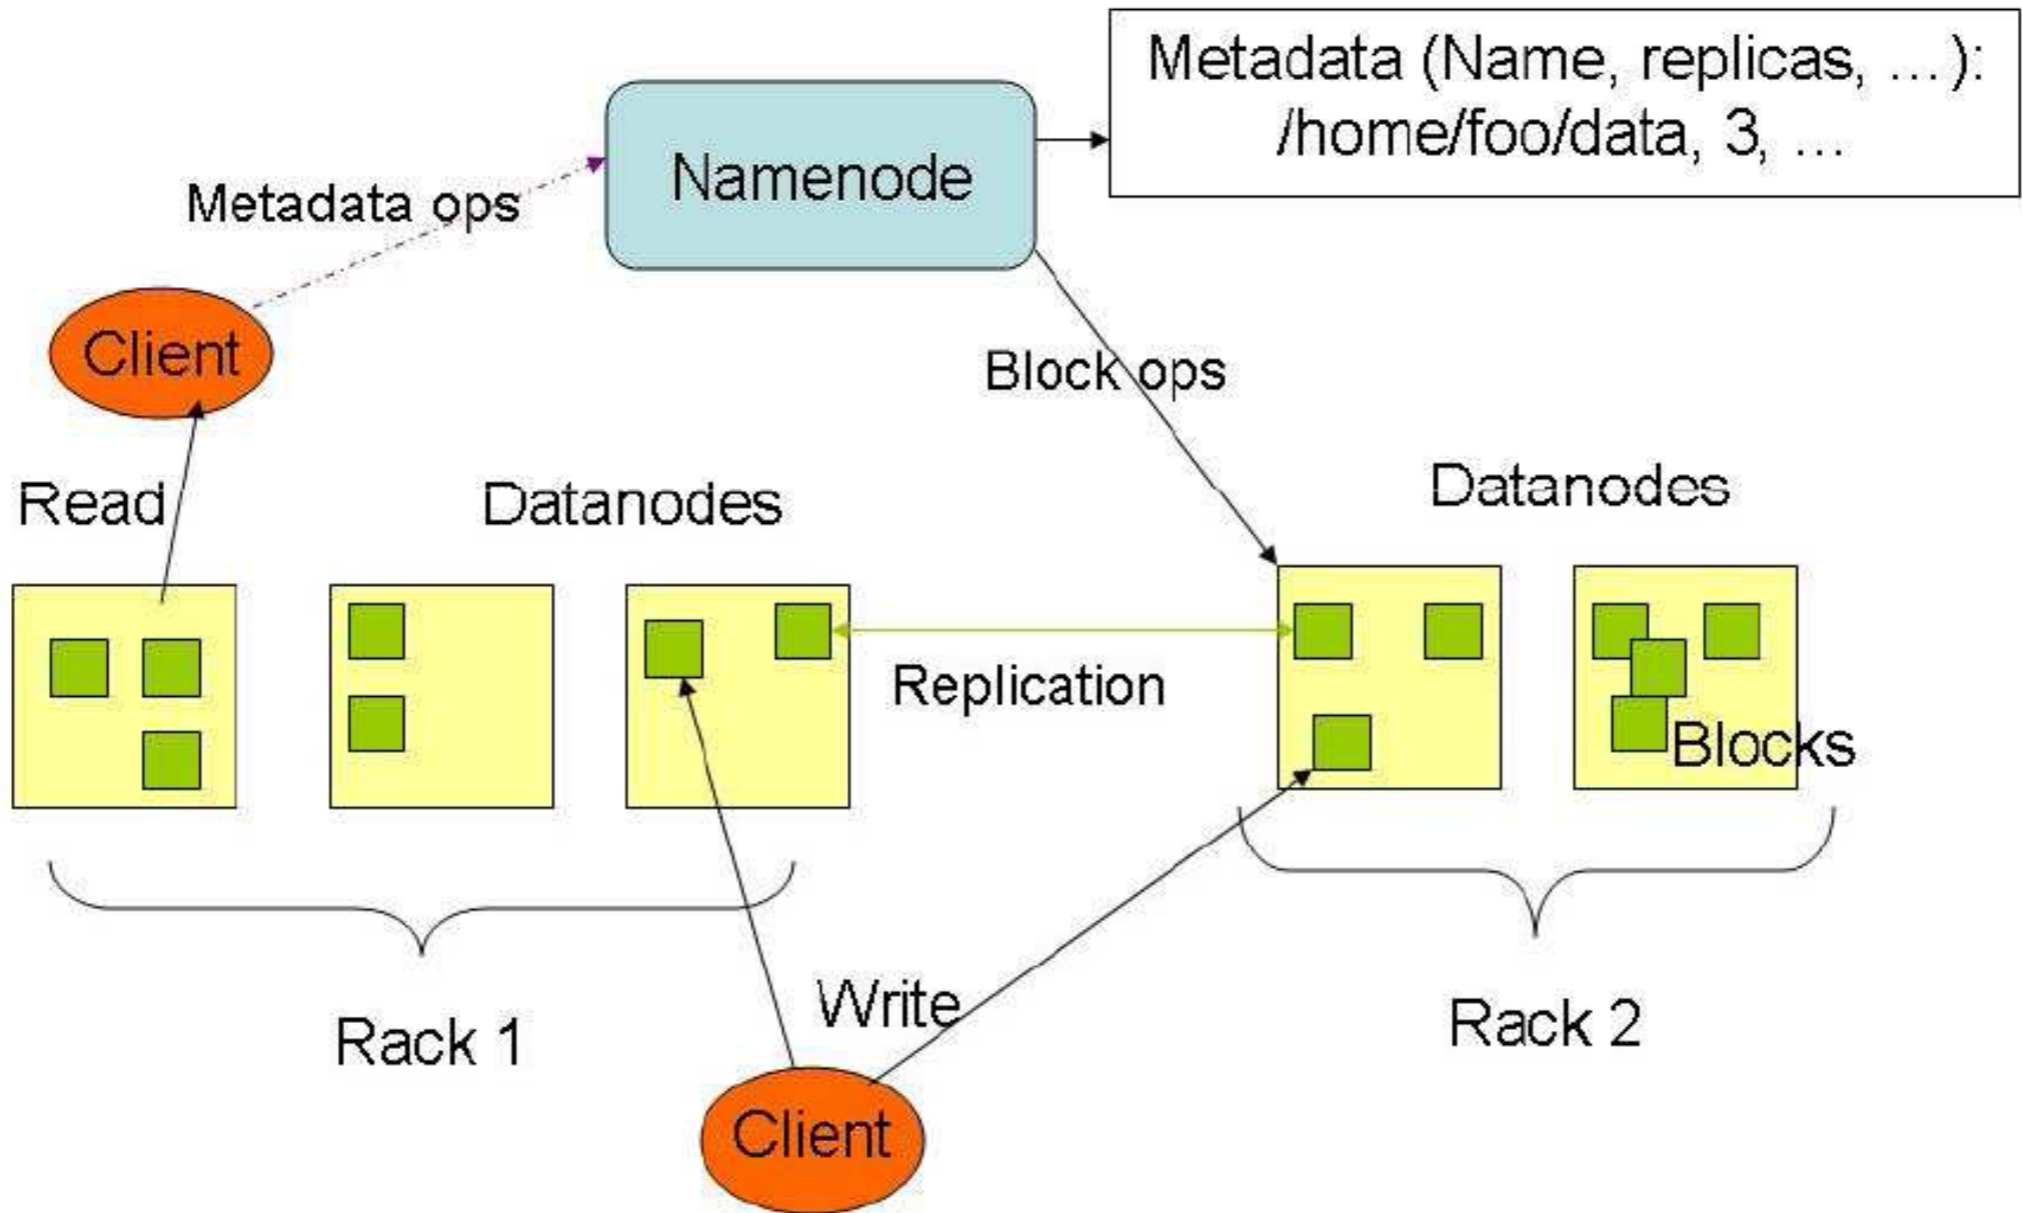 Metadata (Name, replicas, ...):
/home/foo/data, 3, ...
Namenode
Metadata ops
Client
Block ops
Read
Datanodes
Datanodes
Replication
Blocks
Rack 1
Write
Rack 2
Client